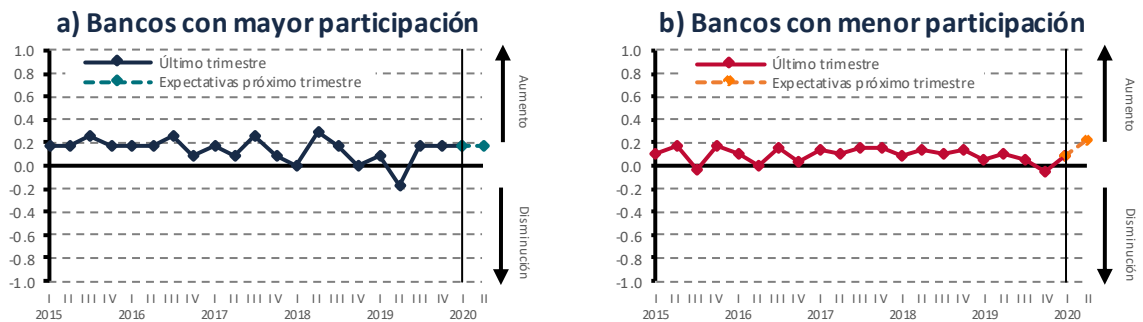 a) Bancos con mayor participación
1.0
0.8
0.6
0.4
0.2
0.0
-0.2
-0.4
-0.6
-0.8
-1.0
Último trimestre
Expectativas próximo trimestre
Aumento
Disminución
I II III IV I II III IV I II III IV I II III IV I II III IV I II
2015 2016 2017 2018 2019 2020
b) Bancos con menor participación
1.0
0.8
0.6
0.4
0.2
0.0
-0.2
-0.4
-0.6
-0.8
-1.0
Último trimestre
Expectativas próximo trimestre
Aumento
Disminución
I II III IV I II III IV I II III IV I II III IV I II III IV I II
2015 2016 2017 2018 2019 2020